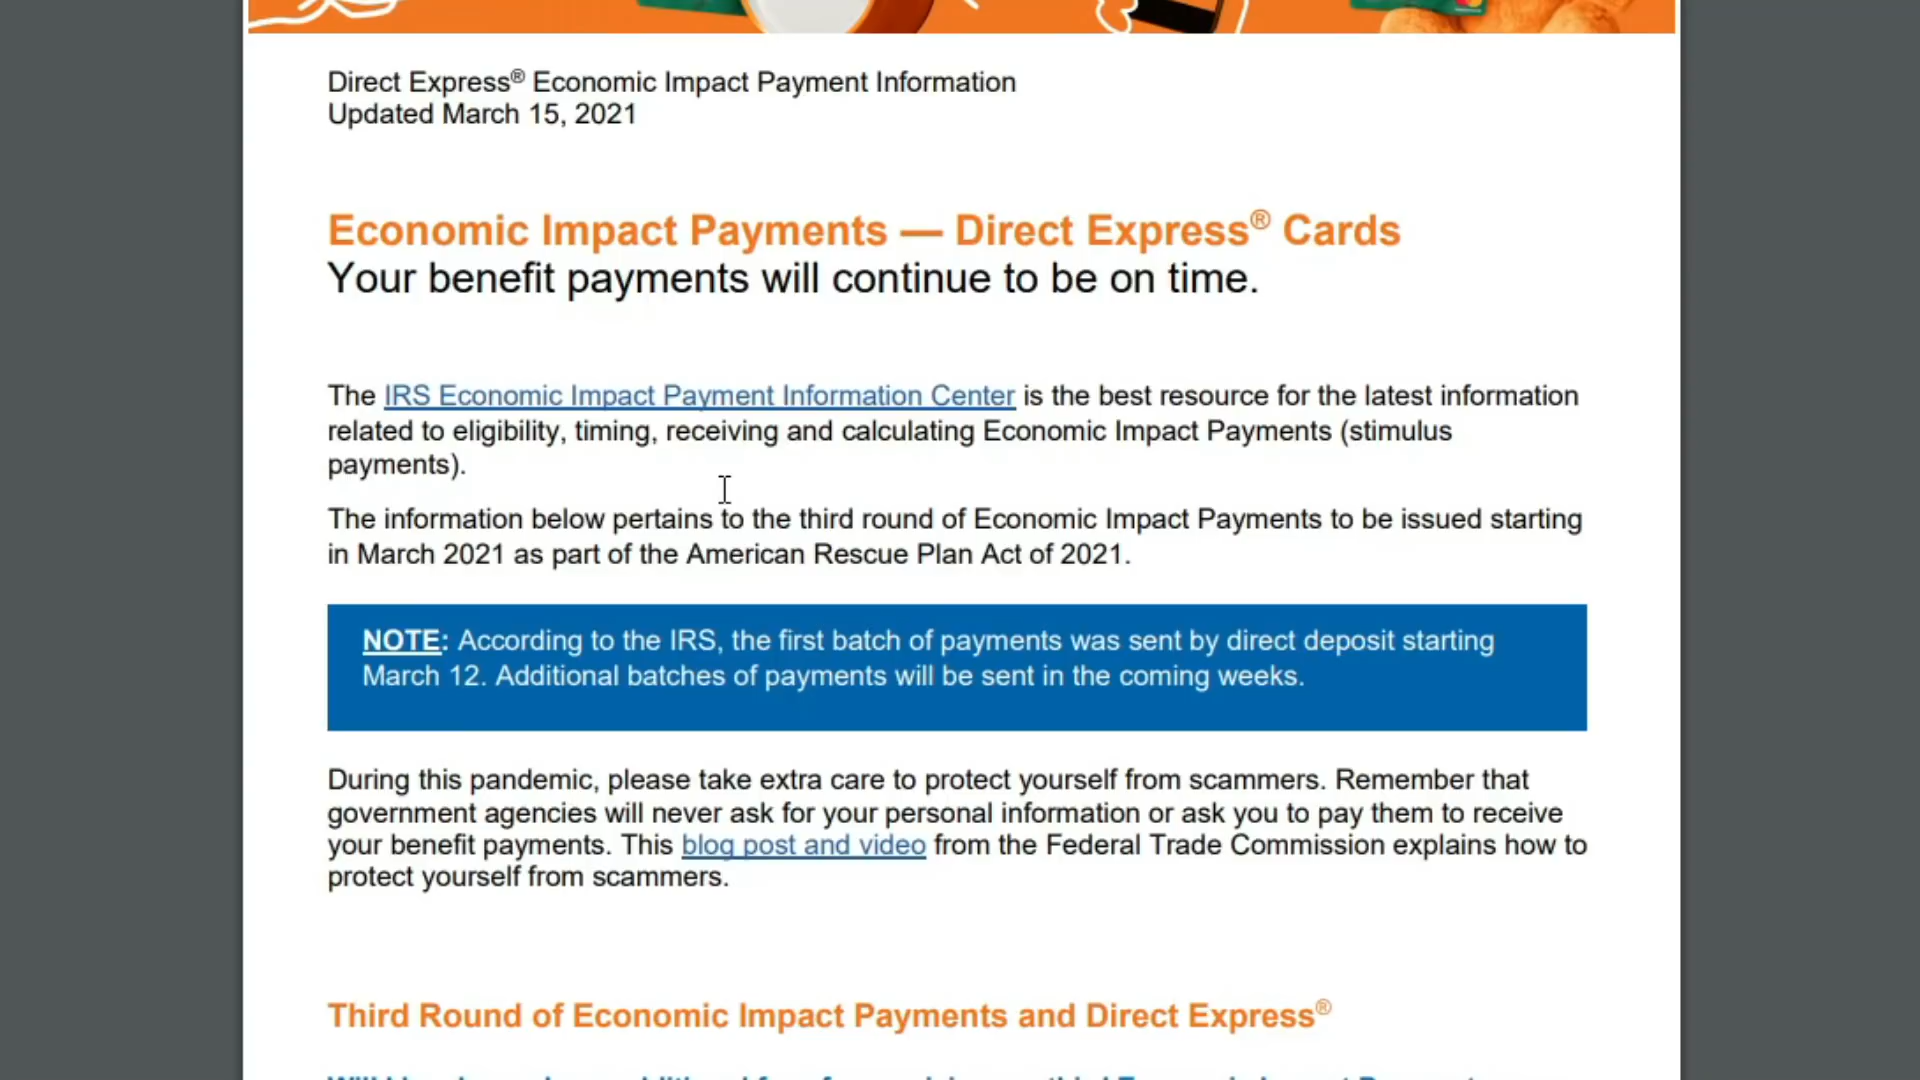 Direct Express® Economic Impact Payment Information
Updated March 15, 2021
Economic Impact Payments — Direct Express® Cards
Your benefit payments will continue to be on time.
The IRS Economic Impact Payment Information Center is the best resource for the latest information
related to eligibility, timing, receiving and calculating Economic Impact Payments (stimulus
payments).
The information below pertains to the third round of Economic Impact Payments to be issued starting
in March 2021 as part of the American Rescue Plan Act of 2021.
NOTE: According to the IRS, the first batch of payments was sent by direct deposit starting
March 12. Additional batches of payments will be sent in the coming weeks.
During this pandemic, please take extra care to protect yourself from scammers. Remember that
government agencies will never ask for your personal information or ask you to pay them to receive
your benefit payments. This blog post and video from the Federal Trade Commission explains how to
protect yourself from scammers.
Third Round of Economic Impact Payments and Direct Express®